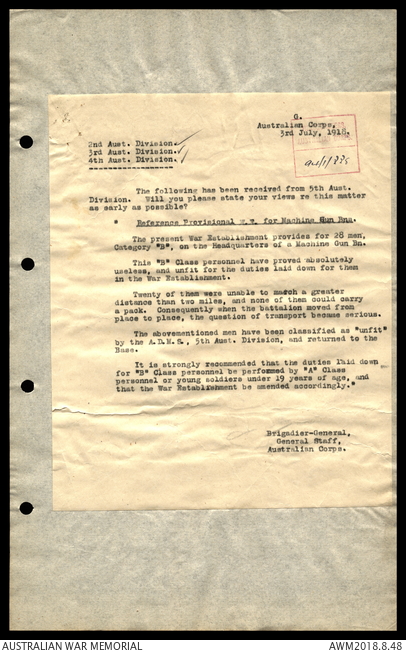 G.
Australian Corps,
3rd July, 1918.
2nd Aust. Division.
3rd Aust. Division.
4th Aust. Division.
The following has been received from 5th Aust.
Division. Will you please state your views re this matter
as early as possible?
" Reference Provisional W.E. for Machine Gun Bns.
The present War Establishment provides for 28 men,
Category "B", on the Headquarters of a Machine Gun Bn.
This "B" Class personnel have proved absolutely
useless, and unfit for the duties laid down for them
in the War Establishment.
Twenty of them were unable to march a greater
distance than two miles, and none of them could carry
a pack. Consequently when the battalion moved from
place to place, the question of transport became serious.
The abovementioned men have been classified as "unfit"
by the A.D.M.S., 5th Aust. Division, and returned to the
Base.
It is strongly recommended that the duties laid down
for "B" Class personnel be performed by "A" Class
personnel or young soldiers under 19 years of age, and
that the War Establishment be amended accordingly."
Brigadier-General,
General Staff,
Australian Corps.
AUSTRALIAN WAR MEMORIAL
AWM2018.8.48